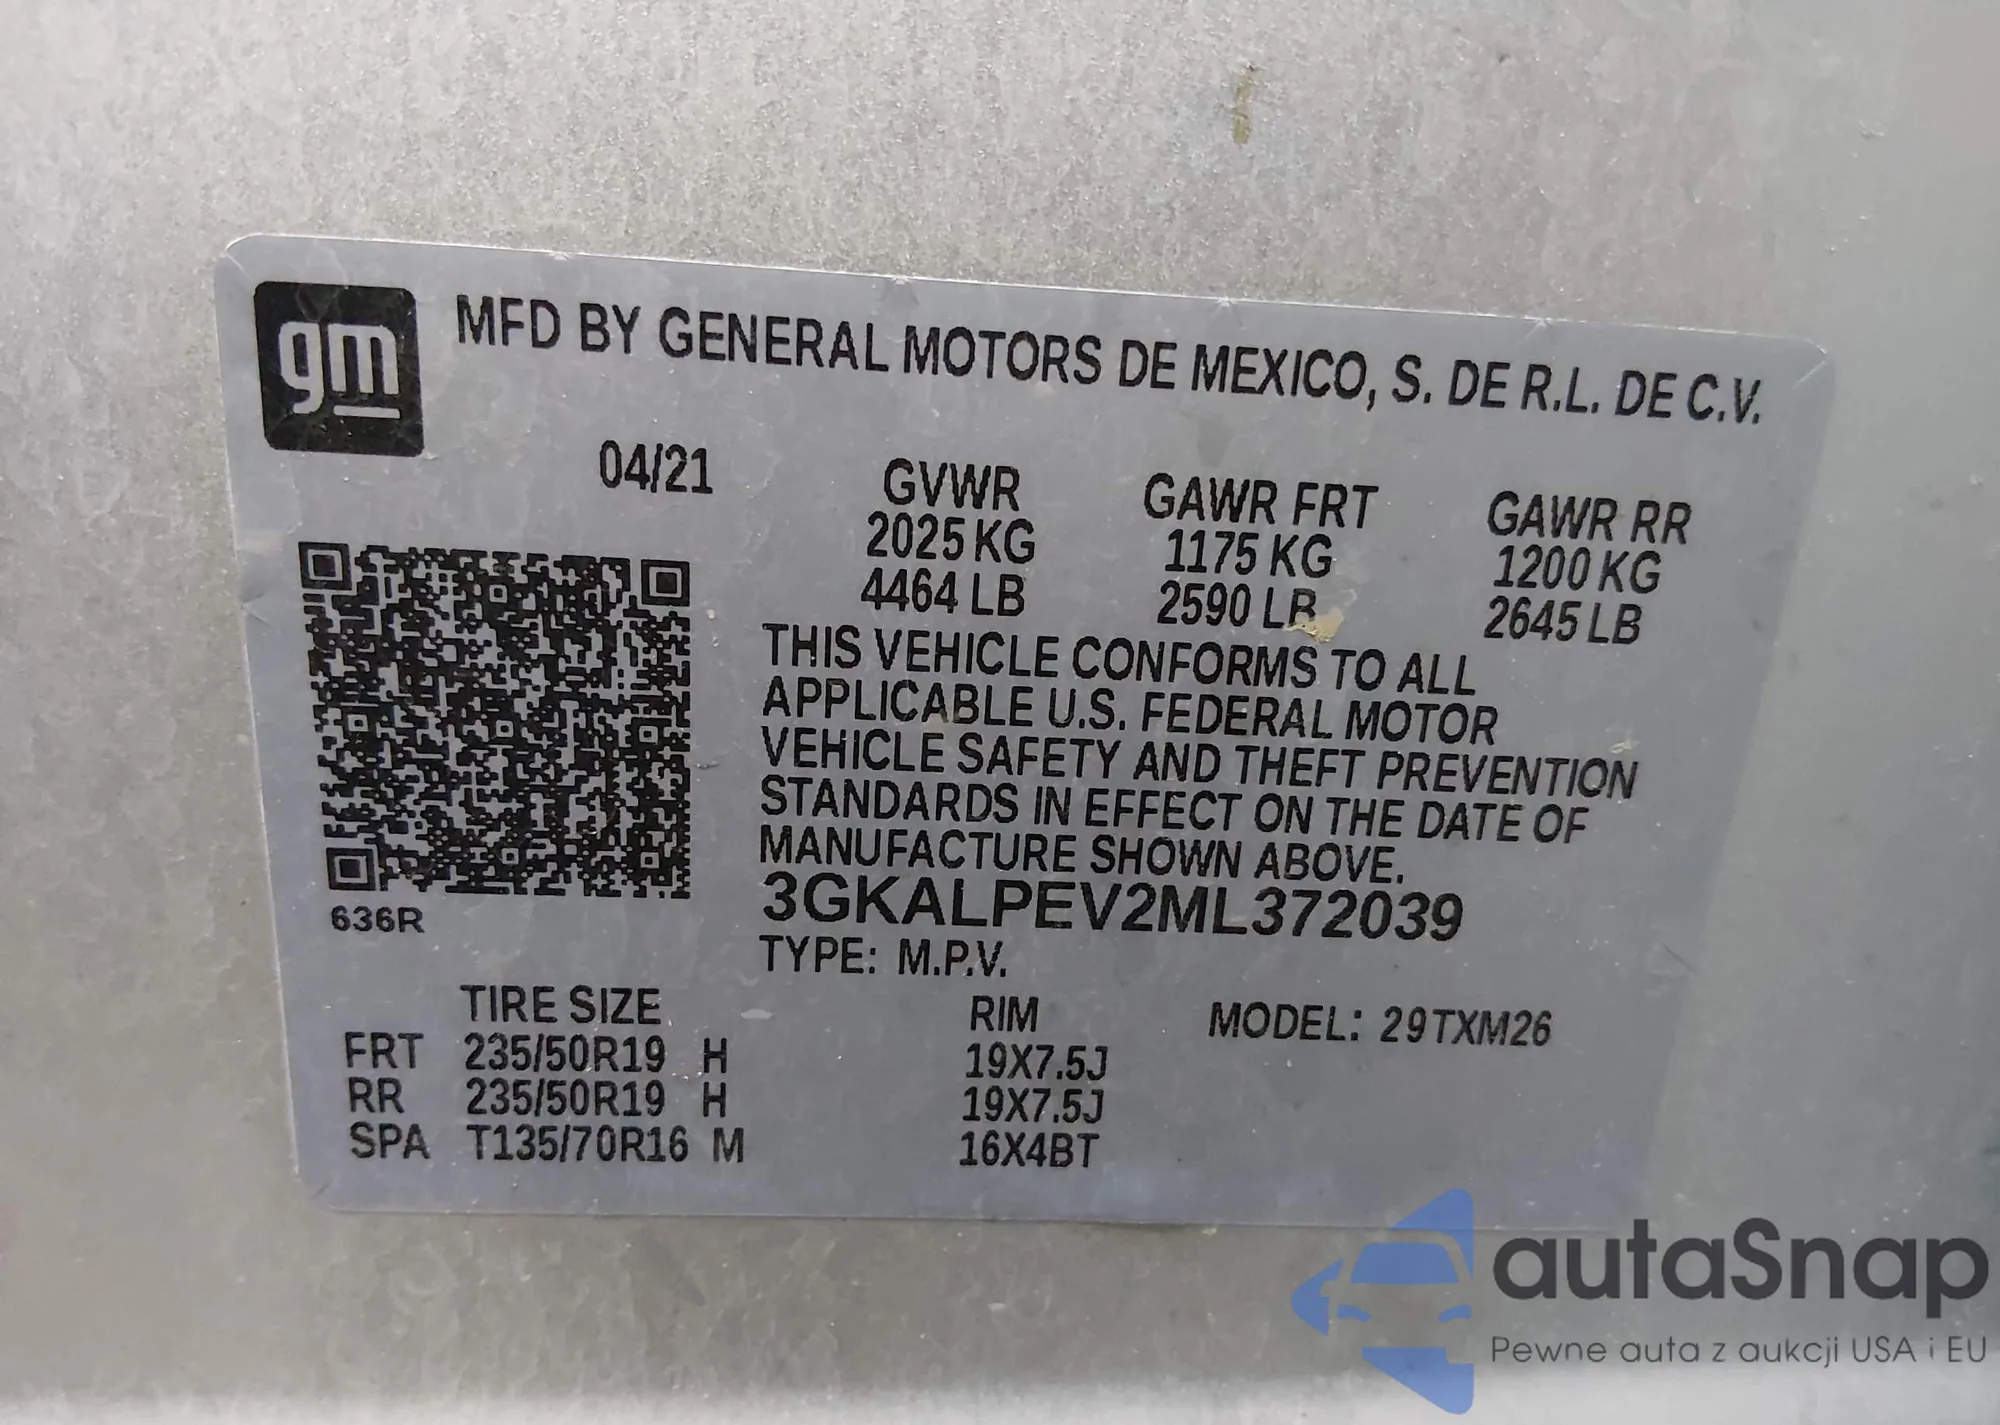 gm
MFD BY GENERAL MOTORS DE MEXICO, S. DE R.L. DE C.V.
04/21
GVWR GAWR FRT GAWR RR
2025 KG 1175 KG 1200 KG
4464 LB 2590 LB 2645 LB
THIS VEHICLE CONFORMS TO ALL
APPLICABLE U.S. FEDERAL MOTOR
VEHICLE SAFETY AND THEFT PREVENTION
STANDARDS IN EFFECT ON THE DATE OF
MANUFACTURE SHOWN ABOVE.
3GKALPEV2ML372039
636R
TYPE: M.P.V.
TIRE SIZE RIM MODEL: 29TXM26
FRT 235/50R19 H 19X7.5J
RR 235/50R19 H 19X7.5J
SPA T135/70R16 M 16X4BT
autaSnap
Pewne auta z aukcji USA i EU